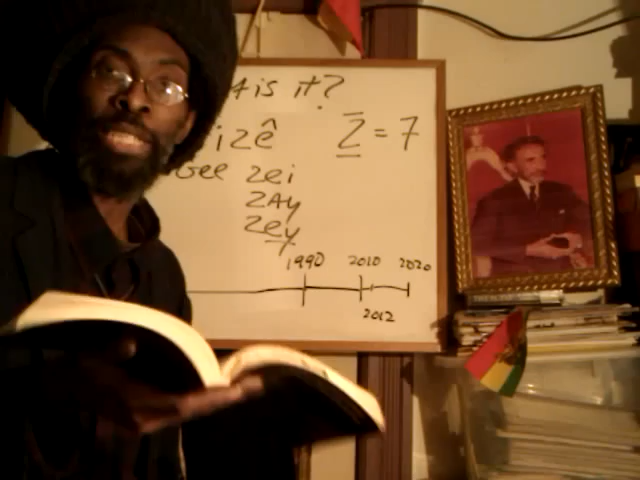 is it?
izê Z = 7
Gee zei
zAy
zey
1990 2010 2020
2012